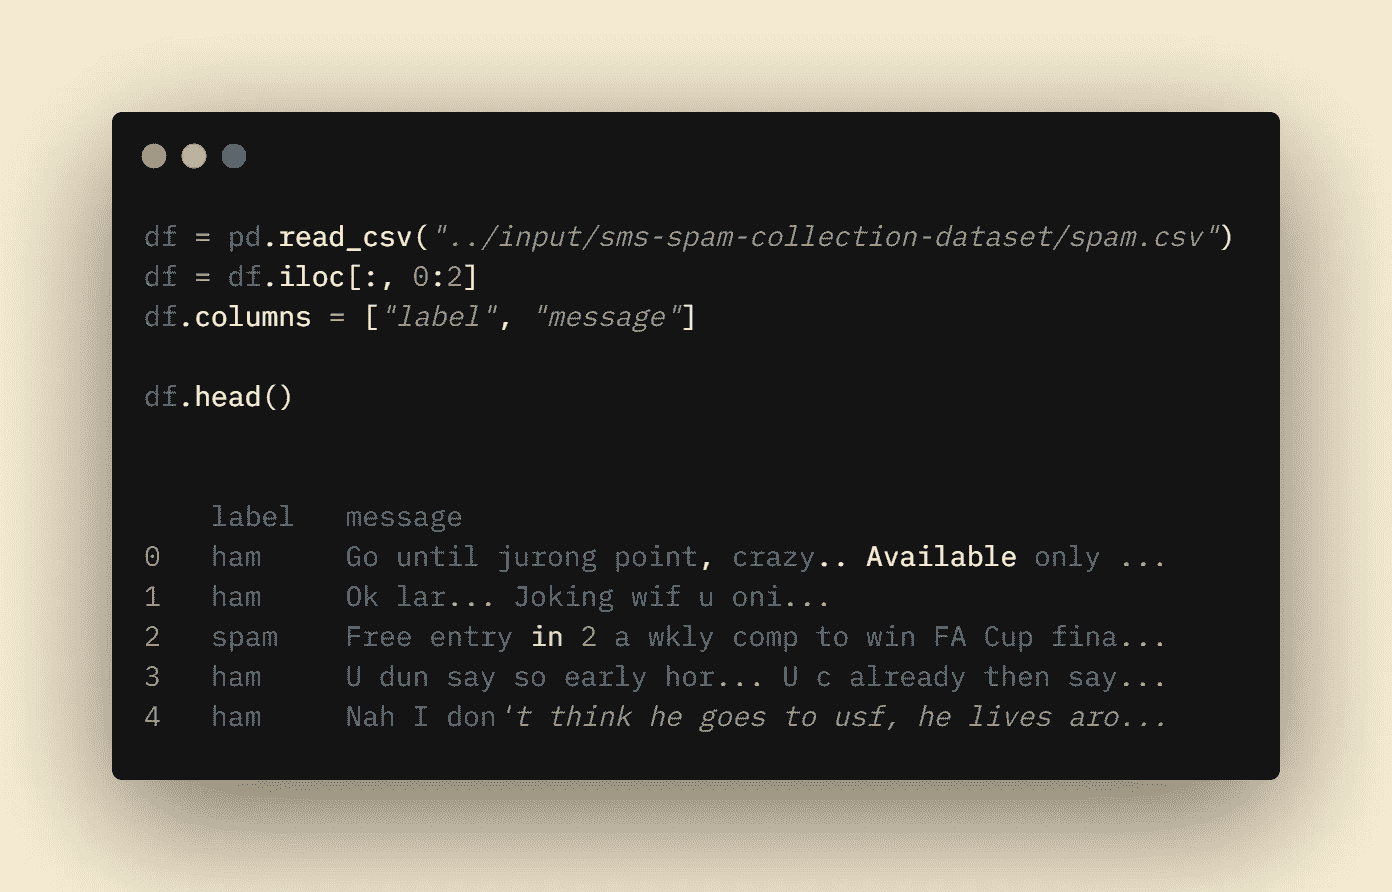 df = pd.read_csv("../input/sms-spam-collection-dataset/spam.csv")
df = df.iloc[:, 0:2]
df.columns = ["label", "message"]
df.head()
label message
0 ham Go until jurong point, crazy.. Available only ...
1 ham Ok lar... Joking wif u oni...
2 spam Free entry in 2 a wkly comp to win FA Cup fina...
3 ham U dun say so early hor... U c already then say...
4 ham Nah I don't think he goes to usf, he lives aro...